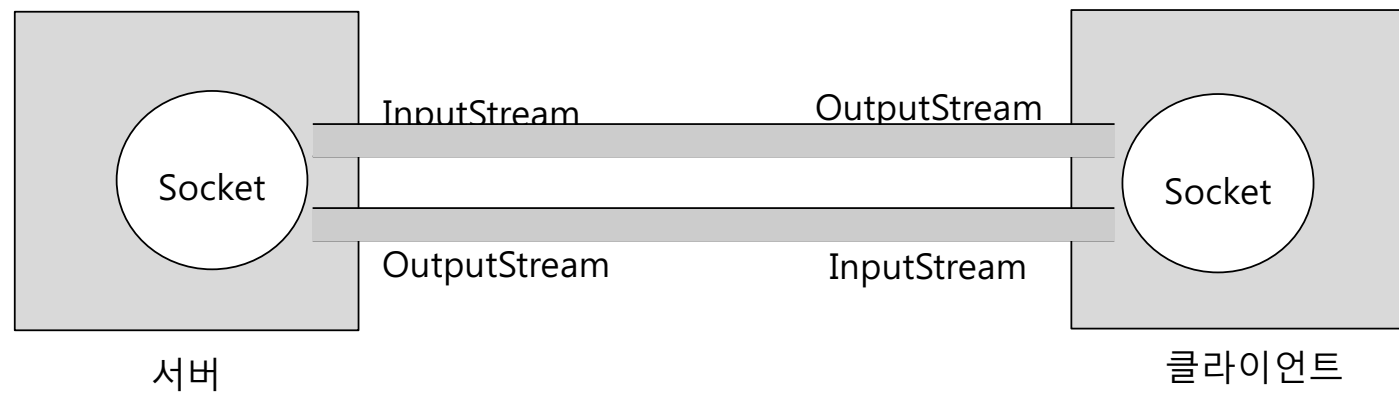 InputStream
OutputStream
Socket
Socket
OutputStream
InputStream
서버
클라이언트